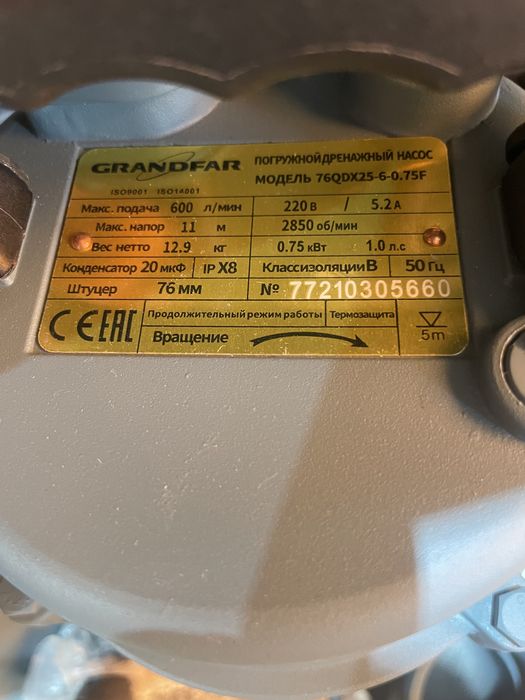 GRANDFAR
ISO9001 ISO14001
ПОГРУЖНОЙ ДРЕНАЖНЫЙ НАСОС
МОДЕЛЬ 76QDX25-6-0.75F
Макс. подача 600 л/мин 220 В / 5.2 А
Макс. напор 11 м 2850 об/мин
Вес нетто 12.9 кг 0.75 кВт 1.0 л.с
Конденсатор 20 мкФ IP X8 Класс изоляции B 50 Гц
Штуцер 76 мм № 77210305660
CE EAC Продолжительный режим работы Термозащита
Вращение 5m